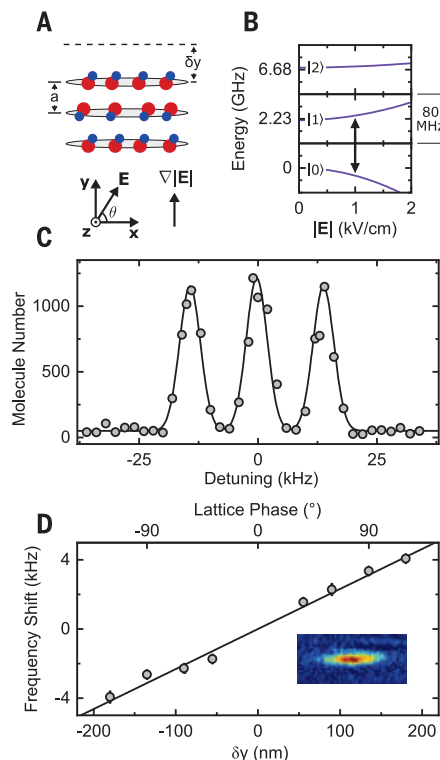 A
δy
a
y
E
θ
z
x
∇|E|
B
Energy (GHz)
6.68
2.23
0
|2⟩
|1⟩
|0⟩
80
MHz
0
1
2
|E| (kV/cm)
C
Molecule Number
1000
500
0
-25
0
25
Detuning (kHz)
D
Lattice Phase (°)
-90
0
90
Frequency Shift (kHz)
4
0
-4
-200
-100
0
100
200
δy (nm)